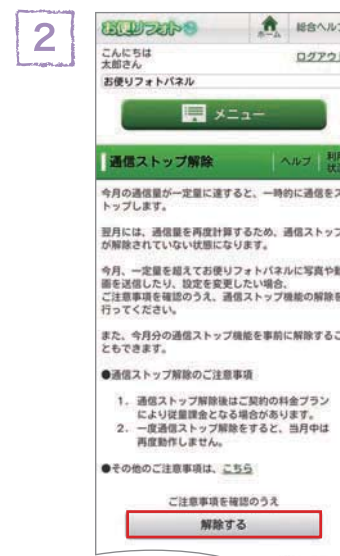 2
お便りフォト
ホーム
総合ヘル
こんにちは
太郎さん
ログアウ
お便りフォトパネル
メニュー
通信ストップ解除
ヘルプ
利用
状況
今月の通信量が一定量に達すると、一時的に通信をス
トップします。
翌月には、通信量を再度計算するため、通信ストップ
が解除されていない状態になります。
今月、一定量を超えてお便りフォトパネルに写真や動
画を送信したり、設定を変更したい場合、
ご注意事項を確認のうえ、通信ストップ機能の解除を
行ってください。
また、今月分の通信ストップ機能を事前に解除するこ
ともできます。
●通信ストップ解除のご注意事項
1. 通信ストップ解除後はご契約の料金プラン
により従量課金となる場合があります。
2. 一度通信ストップ解除をすると、当月中は
再度動作しません。
●その他のご注意事項は、こちら
ご注意事項を確認のうえ
解除する